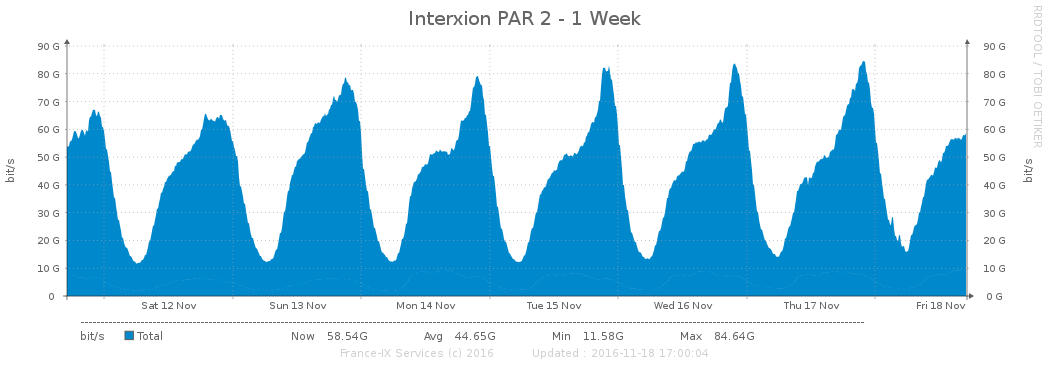 Interxion PAR 2 - 1 Week
RRDTOOL / TOBI OETIKER
90 G 90 G
80 G 80 G
70 G 70 G
60 G 60 G
50 G 50 G
40 G 40 G
30 G 30 G
20 G 20 G
10 G 10 G
0 0 G
bit/s
bit/s
Sat 12 Nov Sun 13 Nov Mon 14 Nov Tue 15 Nov Wed 16 Nov Thu 17 Nov Fri 18 Nov
bit/s Total Now 58.54G Avg 44.65G Min 11.58G Max 84.64G
France-IX Services (c) 2016 Updated : 2016-11-18 17:00:04